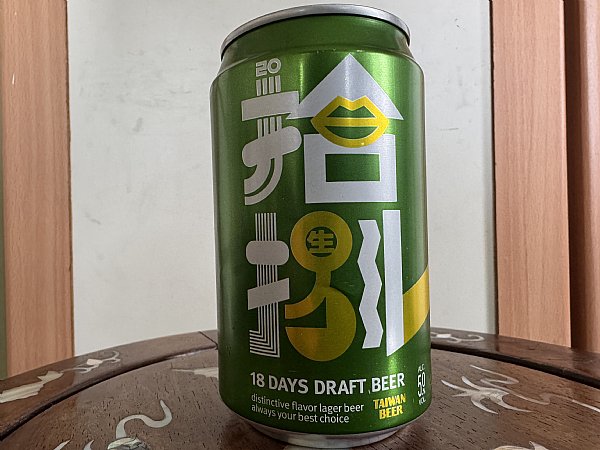 拾
捌
生
18 DAYS DRAFT BEER
distinctive flavor lager beer
always your best choice
TAIWAN
BEER
ALC.
5.0
%
VOL.